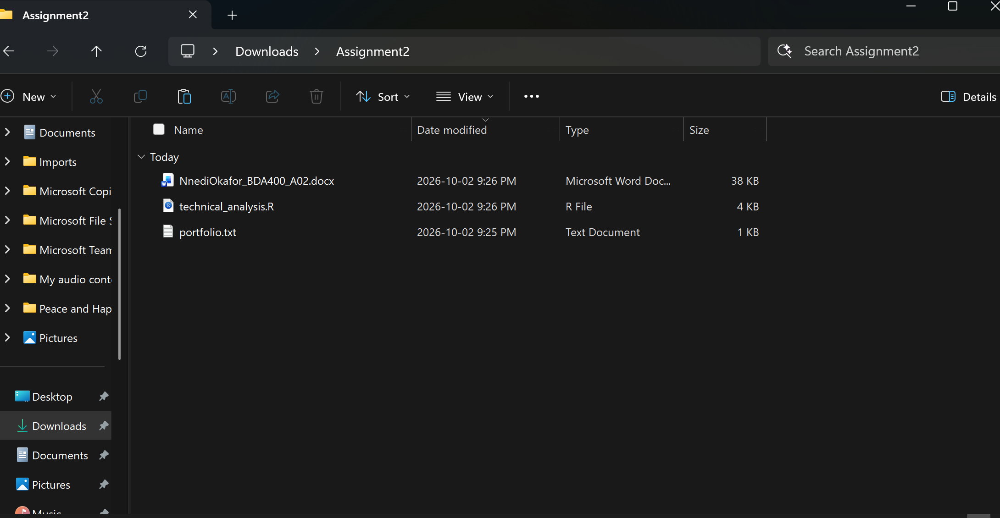 Assignment2
Downloads > Assignment2
Search Assignment2
New
Sort
View
Details
Documents
Imports
Microsoft Copi
Microsoft File S
Microsoft Team
My audio cont
Peace and Hap
Pictures
Desktop
Downloads
Documents
Pictures
Music
Name Date modified Type Size
Today
NnediOkafor_BDA400_A02.docx 2026-10-02 9:26 PM Microsoft Word Doc... 38 KB
technical_analysis.R 2026-10-02 9:26 PM R File 4 KB
portfolio.txt 2026-10-02 9:25 PM Text Document 1 KB